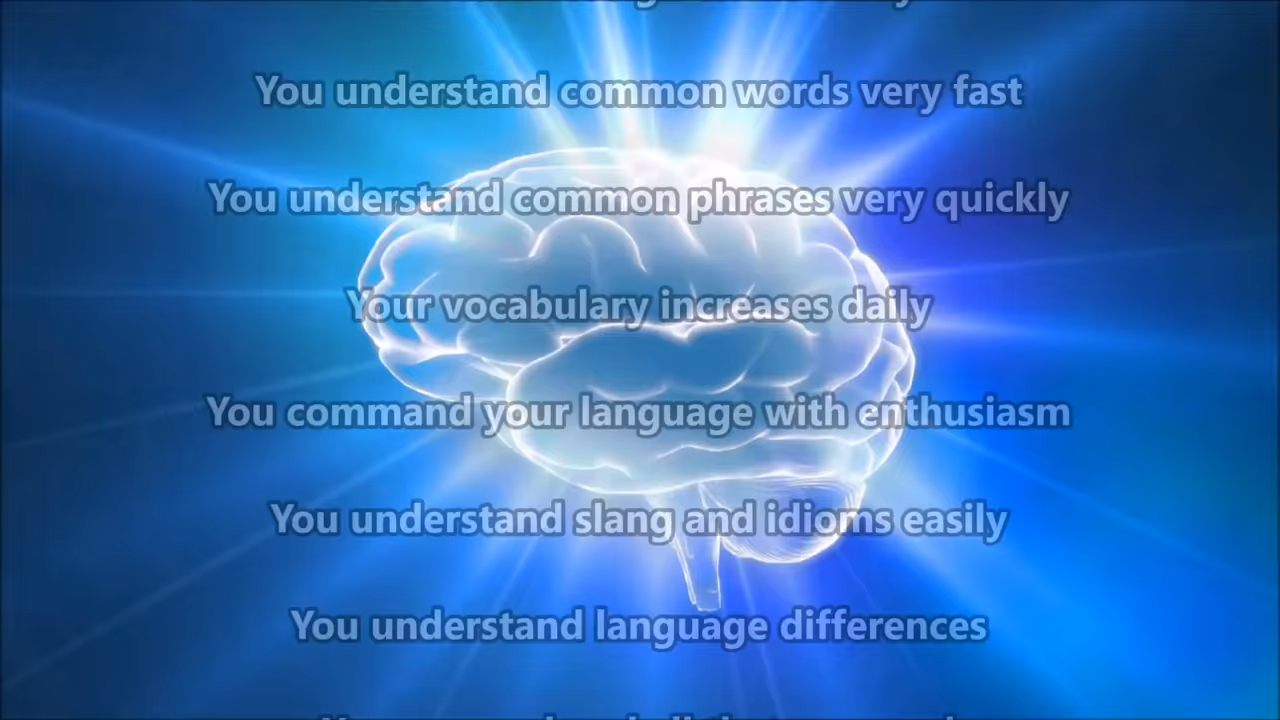 You understand common words very fast
You understand common phrases very quickly
Your vocabulary increases daily
You command your language with enthusiasm
You understand slang and idioms easily
You understand language differences